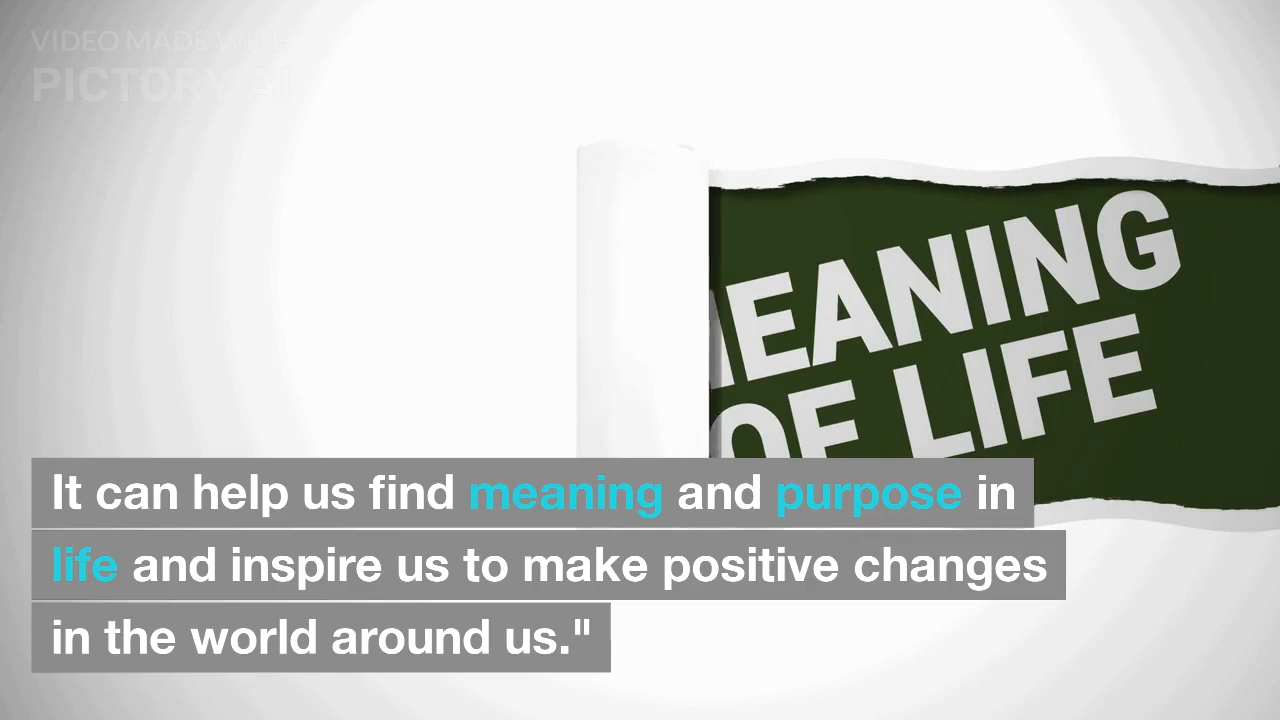 VIDEO MADE WITH
PICTORY.AI
MEANING
OF LIFE
It can help us find meaning and purpose in
life and inspire us to make positive changes
in the world around us."